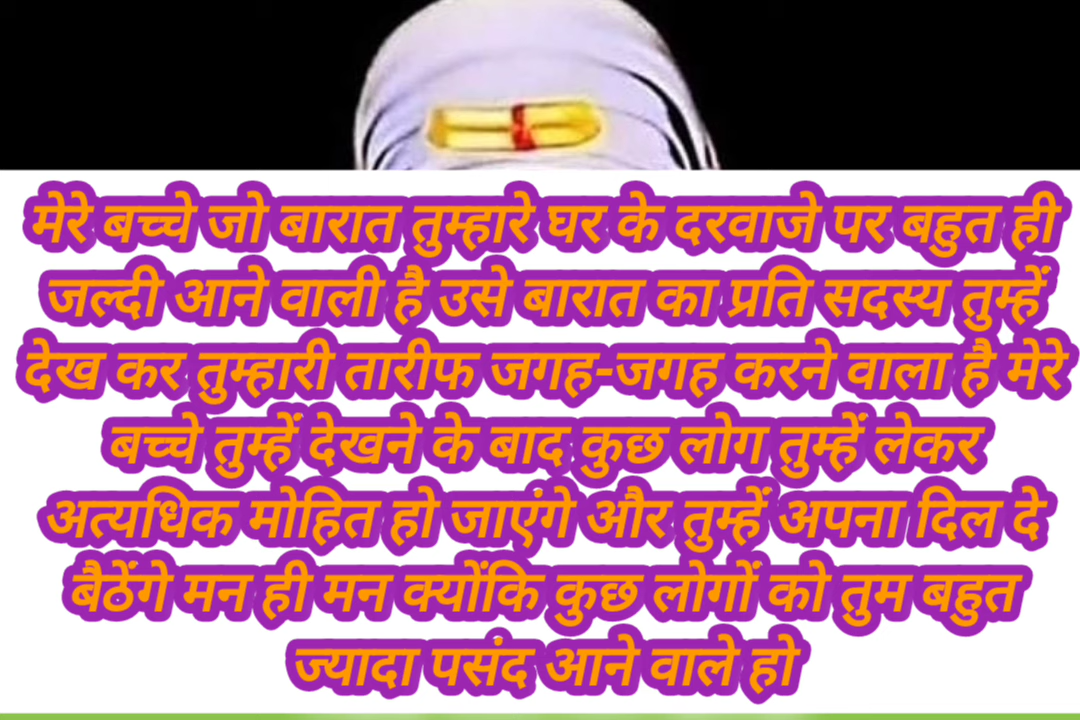 मेरे बच्चे जो बारात तुम्हारे घर के दरवाजे पर बहुत ही
जल्दी आने वाली है उसे बारात का प्रति सदस्य तुम्हें
देख कर तुम्हारी तारीफ जगह-जगह करने वाला है मेरे
बच्चे तुम्हें देखने के बाद कुछ लोग तुम्हें लेकर
अत्यधिक मोहित हो जाएंगे और तुम्हें अपना दिल दे
बैठेंगे मन ही मन क्योंकि कुछ लोगों को तुम बहुत
ज्यादा पसंद आने वाले हो